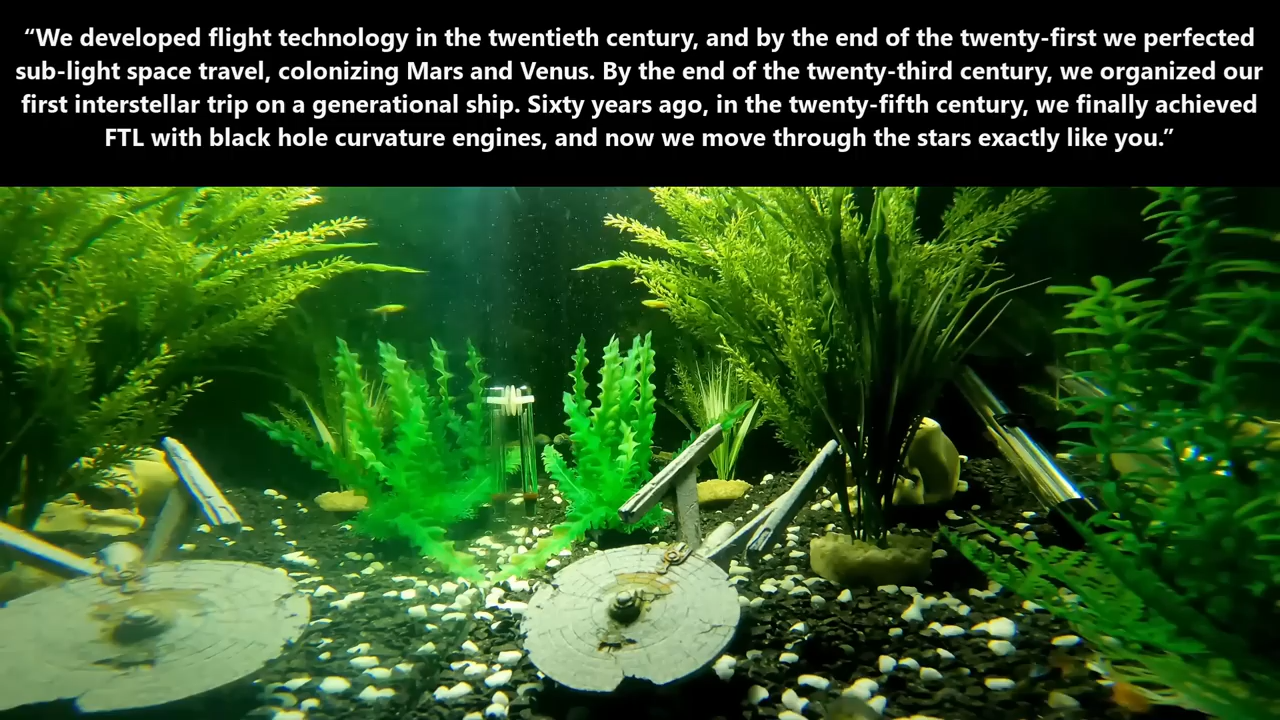 “We developed flight technology in the twentieth century, and by the end of the twenty-first we perfected
sub-light space travel, colonizing Mars and Venus. By the end of the twenty-third century, we organized our
first interstellar trip on a generational ship. Sixty years ago, in the twenty-fifth century, we finally achieved
FTL with black hole curvature engines, and now we move through the stars exactly like you.”